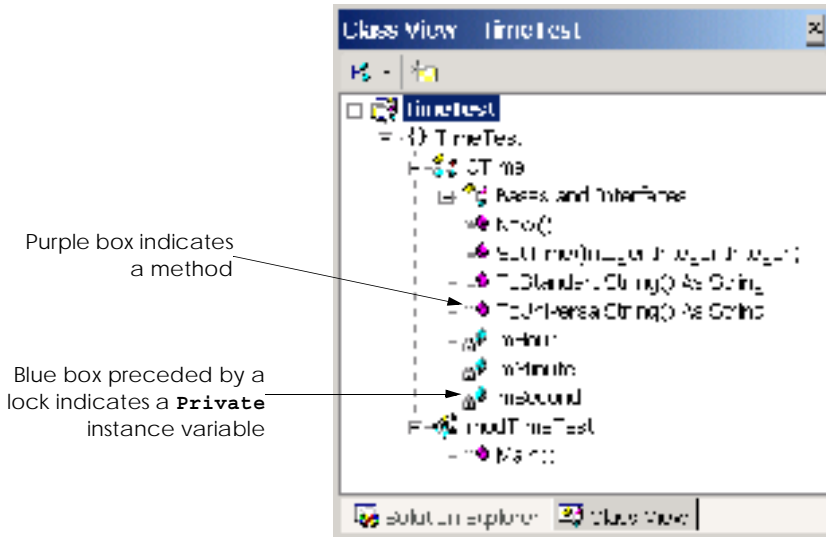 Class View - TimeTest
TimeTest
{} TimeTest
CTime
Bases and Interfaces
New()
SetTime(Integer,Integer,Integer)
ToStandardString() As String
ToUniversalString() As String
mHour
mMinute
mSecond
modTimeTest
Main()
Solution Explorer
Class View
Purple box indicates
a method
Blue box preceded by a
lock indicates a Private
instance variable